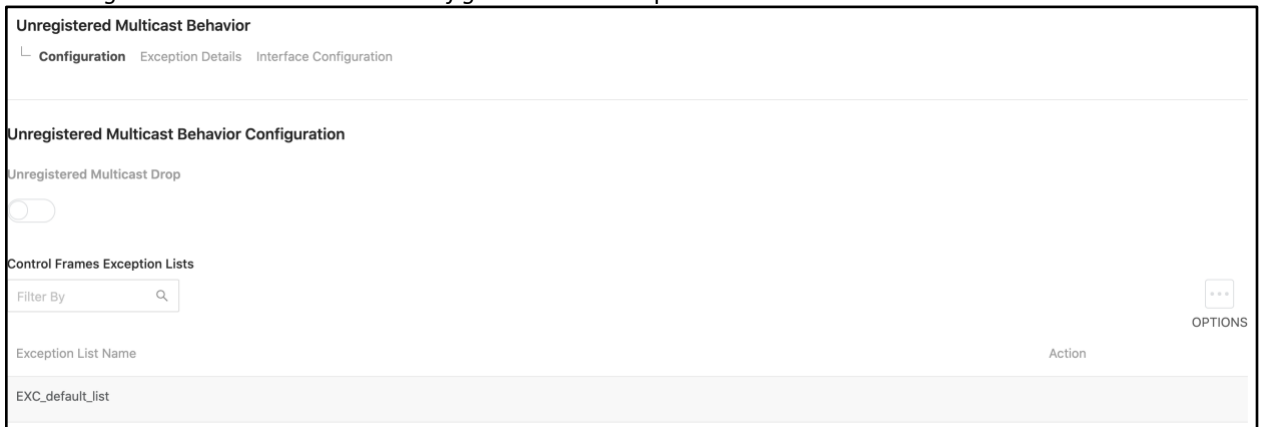 Unregistered Multicast Behavior
Configuration Exception Details Interface Configuration
Unregistered Multicast Behavior Configuration
Unregistered Multicast Drop
Control Frames Exception Lists
Filter By
OPTIONS
Exception List Name Action
EXC_default_list